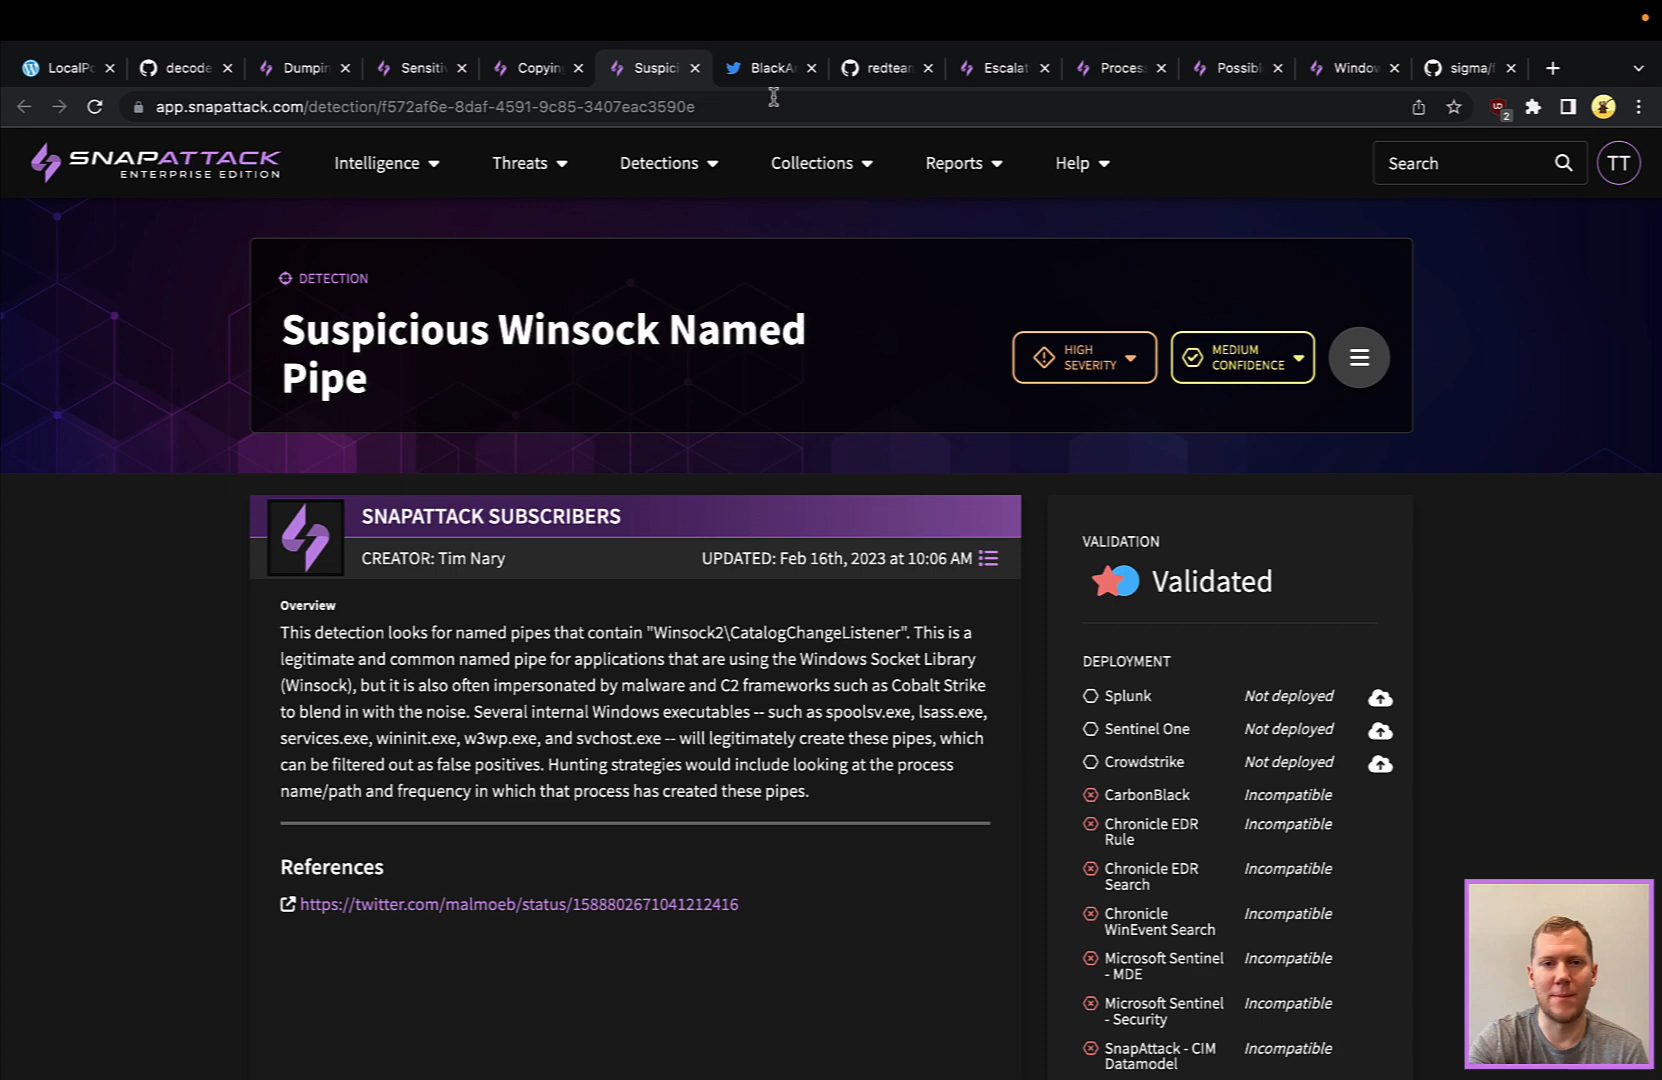 LocalPo
decode
Dumpin
Sensitiv
Copyin
Suspici
BlackAr
redtean
Escalat
Proces
Possibl
Window
sigma/r
app.snapattack.com/detection/f572af6e-8daf-4591-9c85-3407eac3590e
2
SNAPATTACK
ENTERPRISE EDITION
Intelligence
Threats
Detections
Collections
Reports
Help
Search
TT
DETECTION
Suspicious Winsock Named
Pipe
HIGH
SEVERITY
MEDIUM
CONFIDENCE
SNAPATTACK SUBSCRIBERS
CREATOR: Tim Nary
UPDATED: Feb 16th, 2023 at 10:06 AM
Overview
This detection looks for named pipes that contain "Winsock2\CatalogChangeListener". This is a
legitimate and common named pipe for applications that are using the Windows Socket Library
(Winsock), but it is also often impersonated by malware and C2 frameworks such as Cobalt Strike
to blend in with the noise. Several internal Windows executables -- such as spoolsv.exe, lsass.exe,
services.exe, wininit.exe, w3wp.exe, and svchost.exe -- will legitimately create these pipes, which
can be filtered out as false positives. Hunting strategies would include looking at the process
name/path and frequency in which that process has created these pipes.
References
https://twitter.com/malmoeb/status/1588802671041212416
VALIDATION
Validated
DEPLOYMENT
Splunk Not deployed
Sentinel One Not deployed
Crowdstrike Not deployed
CarbonBlack Incompatible
Chronicle EDR Incompatible
Rule
Chronicle EDR Incompatible
Search
Chronicle Incompatible
WinEvent Search
Microsoft Sentinel Incompatible
- MDE
Microsoft Sentinel Incompatible
- Security
SnapAttack - CIM Incompatible
Datamodel